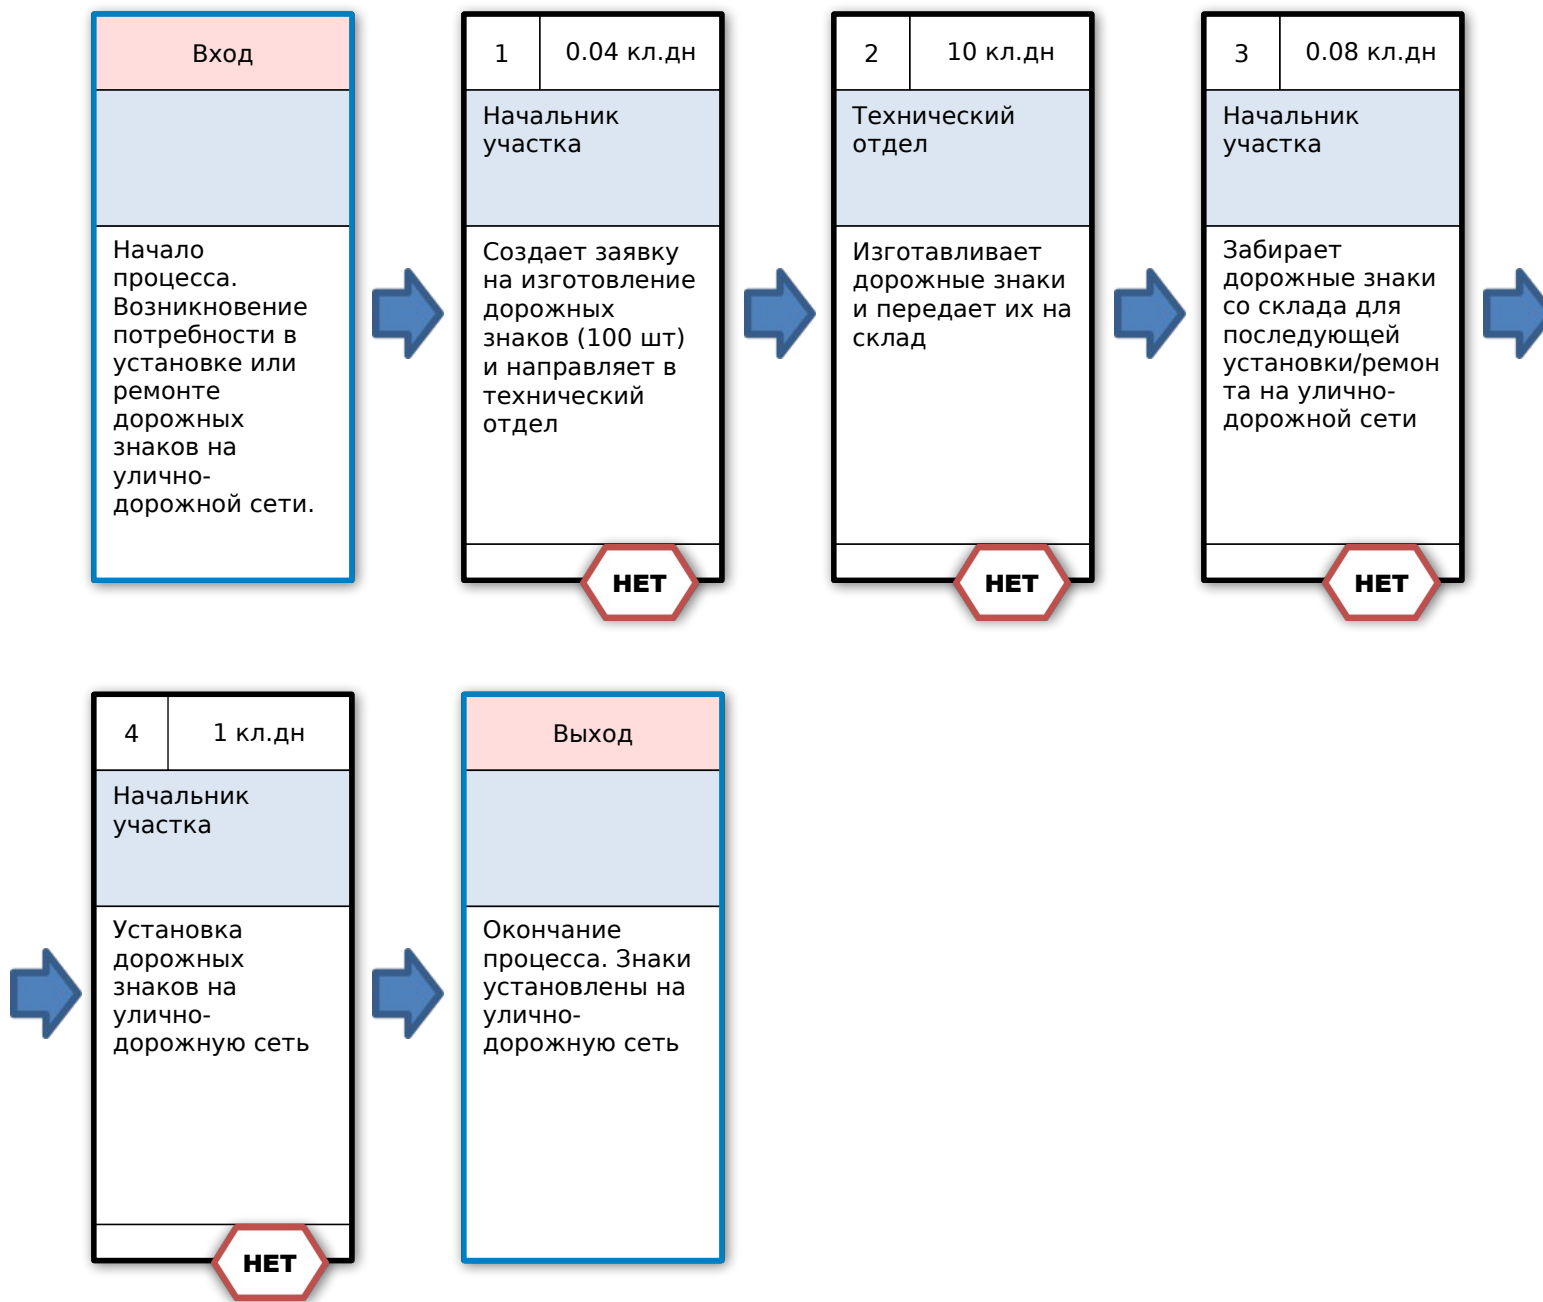 Вход
Начало
процесса.
Возникновение
потребности в
установке или
ремонте
дорожных
знаков на
улично-
дорожной сети.
1
0.04 кл.дн
Начальник
участка
Создает заявку
на изготовление
дорожных
знаков (100 шт)
и направляет в
технический
отдел
НЕТ
2
10 кл.дн
Технический
отдел
Изготавливает
дорожные знаки
и передает их на
склад
НЕТ
3
0.08 кл.дн
Начальник
участка
Забирает
дорожные знаки
со склада для
последующей
установки/ремон
та на улично-
дорожной сети
НЕТ
4
1 кл.дн
Начальник
участка
Установка
дорожных
знаков на
улично-
дорожную сеть
НЕТ
Выход
Окончание
процесса. Знаки
установлены на
улично-
дорожную сеть